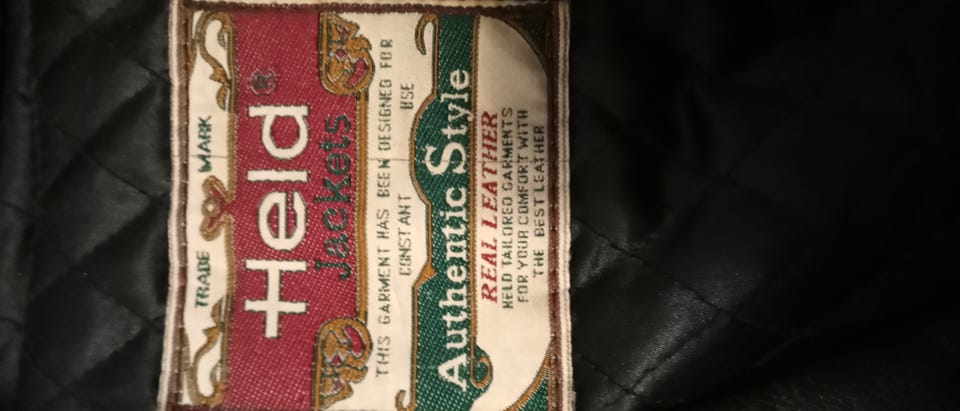 TRADE MARK
Held ®
Jackets
THIS GARMENT HAS BEEN DESIGNED FOR
CONSTANT USE
Authentic Style
REAL LEATHER
HELD TAILORED GARMENTS
FOR YOUR COMFORT WITH
THE BEST LEATHER